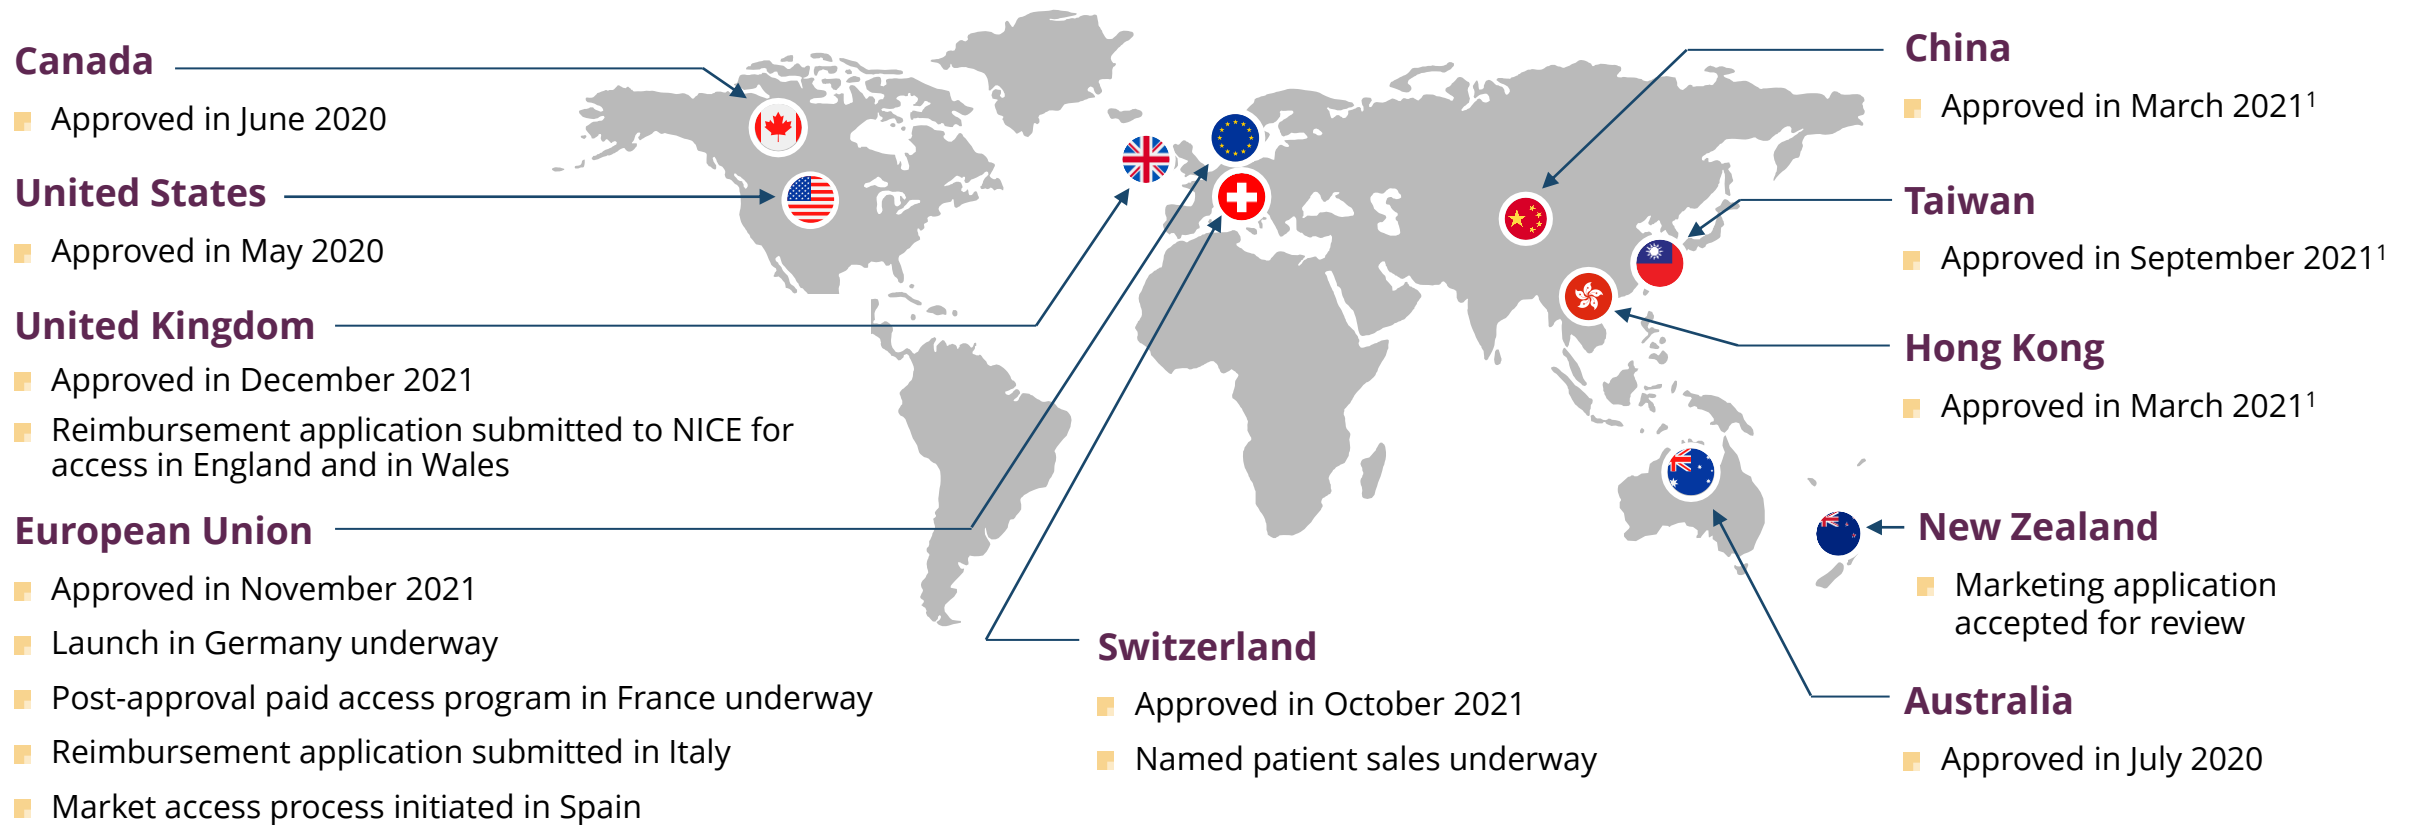 Canada
Approved in June 2020
United States
Approved in May 2020
United Kingdom
Approved in December 2021
Reimbursement application submitted to NICE for
access in England and in Wales
European Union
Approved in November 2021
Launch in Germany underway
Post-approval paid access program in France underway
Reimbursement application submitted in Italy
Market access process initiated in Spain
Switzerland
Approved in October 2021
Named patient sales underway
China
Approved in March 2021¹
Taiwan
Approved in September 2021¹
Hong Kong
Approved in March 2021¹
New Zealand
Marketing application
accepted for review
Australia
Approved in July 2020